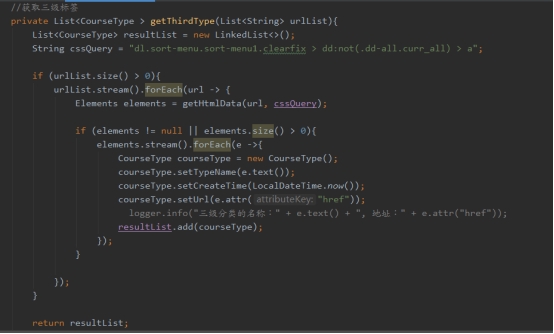 //获取三级标签
private List<CourseType > getThirdType(List<String> urlList){
List<CourseType > resultList = new LinkedList<>();
String cssQuery = "dl.sort-menu.sort-menu1.clearfix > dd:not(.dd-all.curr_all) > a";
if (urlList.size() > 0){
urlList.stream().forEach(url -> {
Elements elements = getHtmlData(url, cssQuery);
if (elements != null || elements.size() > 0){
elements.stream().forEach(e ->{
CourseType courseType = new CourseType();
courseType.setTypeName(e.text());
courseType.setCreateTime(LocalDateTime.now());
courseType.setUrl(e.attr( attributeKey: "href"));
logger.info("三级分类的名称：" + e.text() + ", 地址：" + e.attr("href"));
resultList.add(courseType);
});
}
});
}
return resultList;